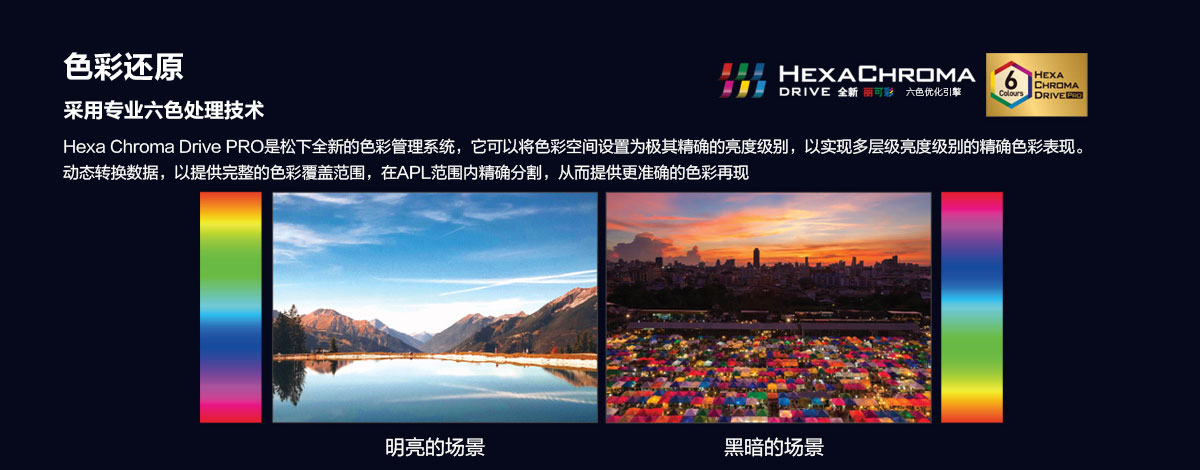 色彩还原
采用专业六色处理技术
HEXACHROMA
DRIVE 全新 丽可彩 六色优化引擎
6
Colours
HEXA
CHROMA
DRIVE PRO
Hexa Chroma Drive PRO是松下全新的色彩管理系统，它可以将色彩空间设置为极其精确的亮度级别，以实现多层级亮度级别的精确色彩表现。
动态转换数据，以提供完整的色彩覆盖范围，在APL范围内精确分割，从而提供更准确的色彩再现
明亮的场景
黑暗的场景